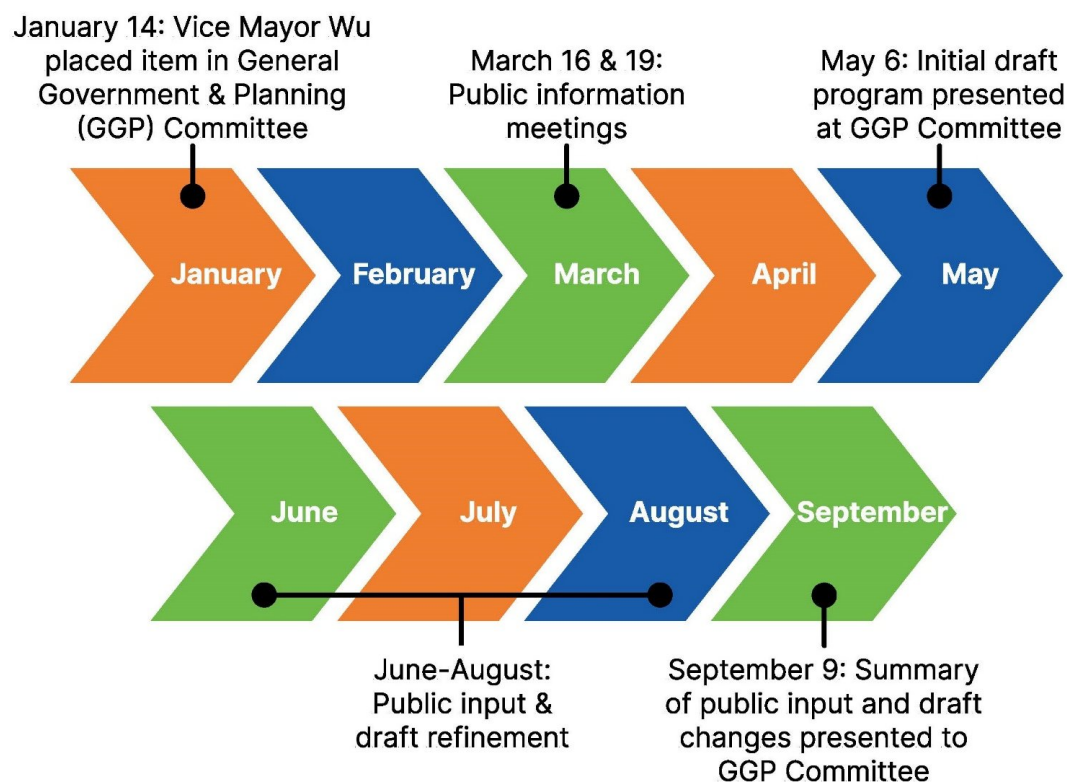 January 14: Vice Mayor Wu
placed item in General
Government & Planning
(GGP) Committee
March 16 & 19:
Public information
meetings
May 6: Initial draft
program presented
at GGP Committee
January
February
March
April
May
June
July
August
September
June-August:
Public input &
draft refinement
September 9: Summary
of public input and draft
changes presented to
GGP Committee